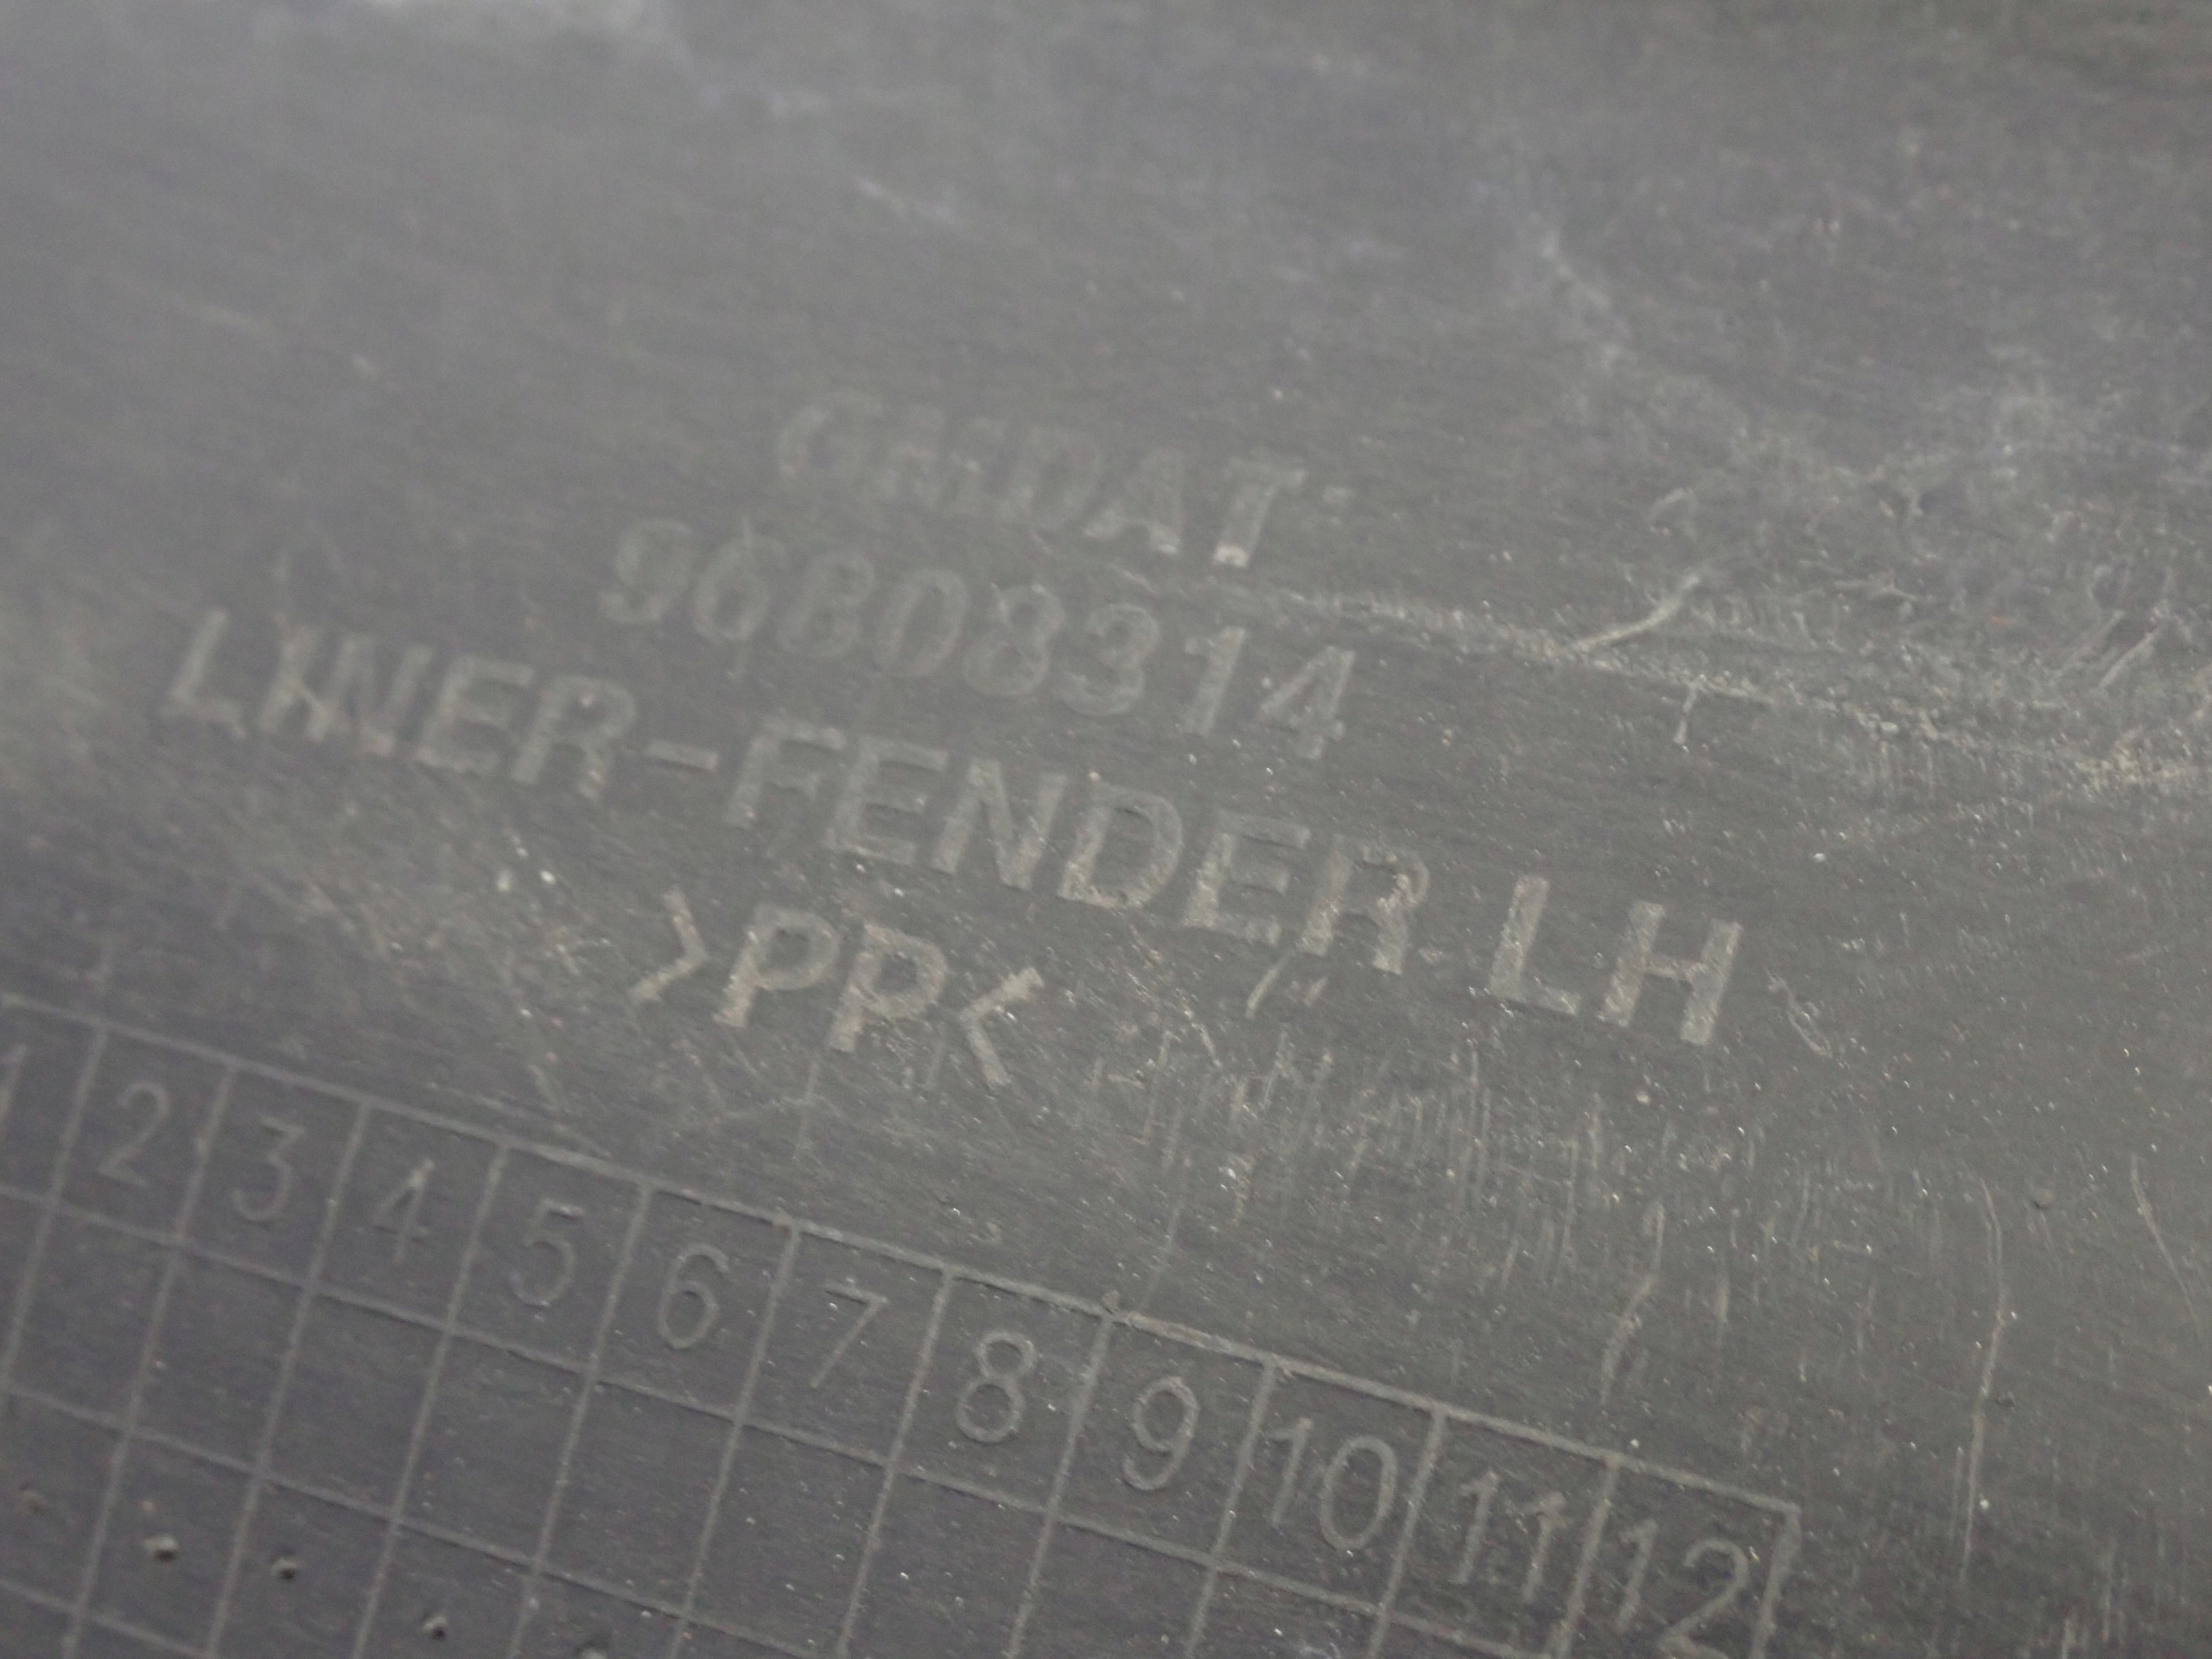 GMDAT
96808314
LINER-FENDER LH
>PP<
1 2 3 4 5 6 7 8 9 10 11 12